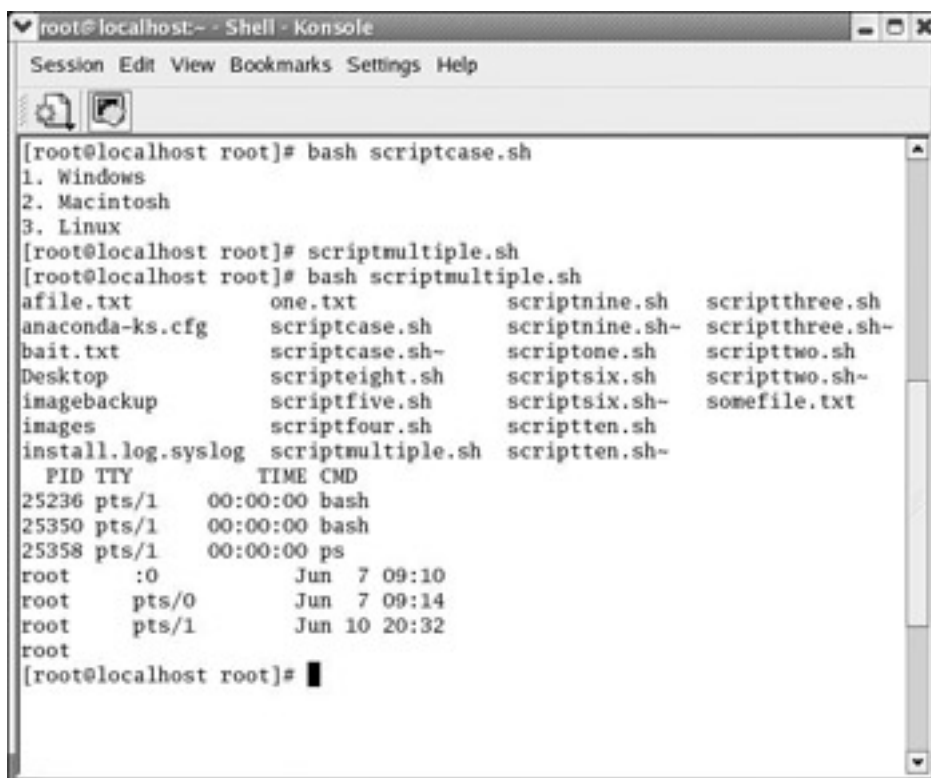 root@localhost:~ - Shell - Konsole
Session Edit View Bookmarks Settings Help
[root@localhost root]# bash scriptcase.sh
1. Windows
2. Macintosh
3. Linux
[root@localhost root]# scriptmultiple.sh
[root@localhost root]# bash scriptmultiple.sh
afile.txt one.txt scriptnine.sh scriptthree.sh
anaconda-ks.cfg scriptcase.sh scriptnine.sh~ scriptthree.sh~
bait.txt scriptcase.sh~ scriptone.sh scripttwo.sh
Desktop scripteight.sh scriptsix.sh scripttwo.sh~
imagebackup scriptfive.sh scriptsix.sh~ somefile.txt
images scriptfour.sh scriptten.sh
install.log.syslog scriptmultiple.sh scriptten.sh~
PID TTY TIME CMD
25236 pts/1 00:00:00 bash
25350 pts/1 00:00:00 bash
25358 pts/1 00:00:00 ps
root :0 Jun 7 09:10
root pts/0 Jun 7 09:14
root pts/1 Jun 10 20:32
root
[root@localhost root]#